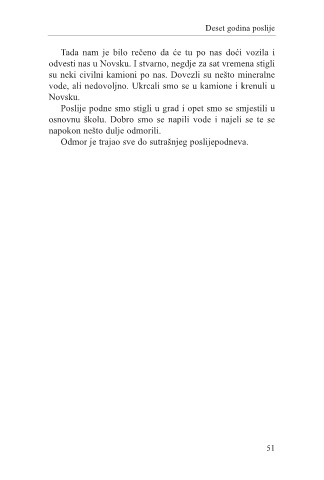 Deset godina poslije
Tada nam je bilo rečeno da će tu po nas doći vozila i
odvesti nas u Novsku. I stvarno, negdje za sat vremena stigli
su neki civilni kamioni po nas. Dovezli su nešto mineralne
vode, ali nedovoljno. Ukrcali smo se u kamione i krenuli u
Novsku.
Poslije podne smo stigli u grad i opet smo se smjestili u
osnovnu školu. Dobro smo se napili vode i najeli se te se
napokon nešto dulje odmorili.
Odmor je trajao sve do sutrašnjeg poslijepodneva.
51